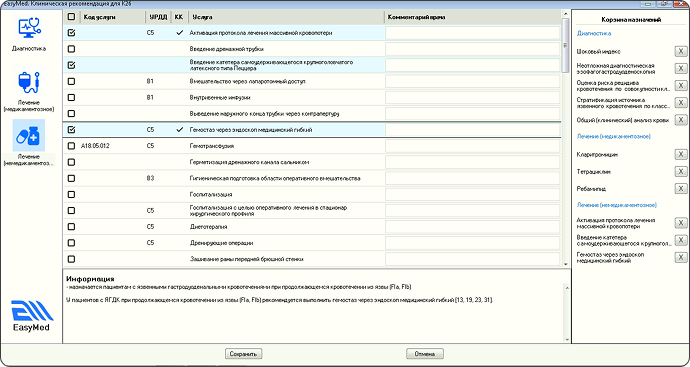 EasyMed. Клиническая рекомендация для K26
Диагностика
Лечение
(медикаментозное)
Лечение
(немедикаментоз...
EasyMed
Код услуги УРДД КК Услуга Комментарий врача
C5 Активация протокола лечения массивной кровопотери
Введение дренажной трубки
Введение катетера самоудерживающегося крупноголовчатого
латексного типа Пеццера
B1 Вмешательство через лапаротомный доступ
B1 Внутривенные инфузии
Выведение наружного конца трубки через контрапертуру
C5 Гемостаз через эндоскоп медицинский гибкий
A18.05.012 C5 Гемотрансфузия
Герметизация дренажного канала сальником
B3 Гигиеническая подготовка области оперативного вмешательства
Госпитализация
C5 Госпитализация с целью оперативного лечения в стационар
хирургического профиля
C5 Диетотерапия
C5 Дренирующие операции
Зашивание раны передней брюшной стенки
Информация
- назначается пациентам с язвенными гастродуоденальными кровотечениями при продолжающемся кровотечении из язвы (FIa, FIb)
У пациентов с ЯГДК при продолжающемся кровотечении из язвы (FIa, FIb) рекомендуется выполнить гемостаз через эндоскоп медицинский гибкий [13, 19, 23, 31].
Корзина назначений
Диагностика
Шоковый индекс X
Неотложная диагностическая
эзофагогастродуоденоскопия X
Оценка риска рецидива
кровотечения по совокупности кл... X
Стратификация источника
язвенного кровотечения по класс... X
Общий (клинический) анализ крови X
Лечение (медикаментозное)
Кларитромицин X
Тетрациклин X
Ребамипид X
Лечение (немедикаментозное)
Активация протокола лечения
массивной кровопотери X
Введение катетера
самоудерживающегося крупногол... X
Гемостаз через эндоскоп
медицинский гибкий X
Сохранить Отмена